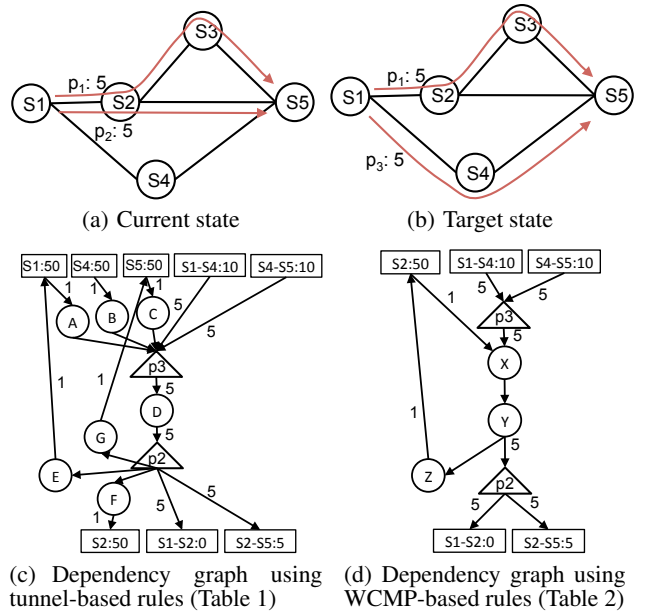 S3
p1: 5
S1
S2
S5
p2: 5
S4
(a) Current state
S3
p1: 5
S1
S2
S5
p3: 5
S4
(b) Target state
S1:50 S4:50 S5:50 S1-S4:10 S4-S5:10
1 1 1 5 5
A B C
p3
1 1 5
D
G 5
p2
E
F 5 5
1
S2:50 S1-S2:0 S2-S5:5
(c) Dependency graph using
tunnel-based rules (Table 1)
S2:50 S1-S4:10 S4-S5:10
1 5 5
p3
5
X
1
Y
5
Z
p2
5 5
S1-S2:0 S2-S5:5
(d) Dependency graph using
WCMP-based rules (Table 2)